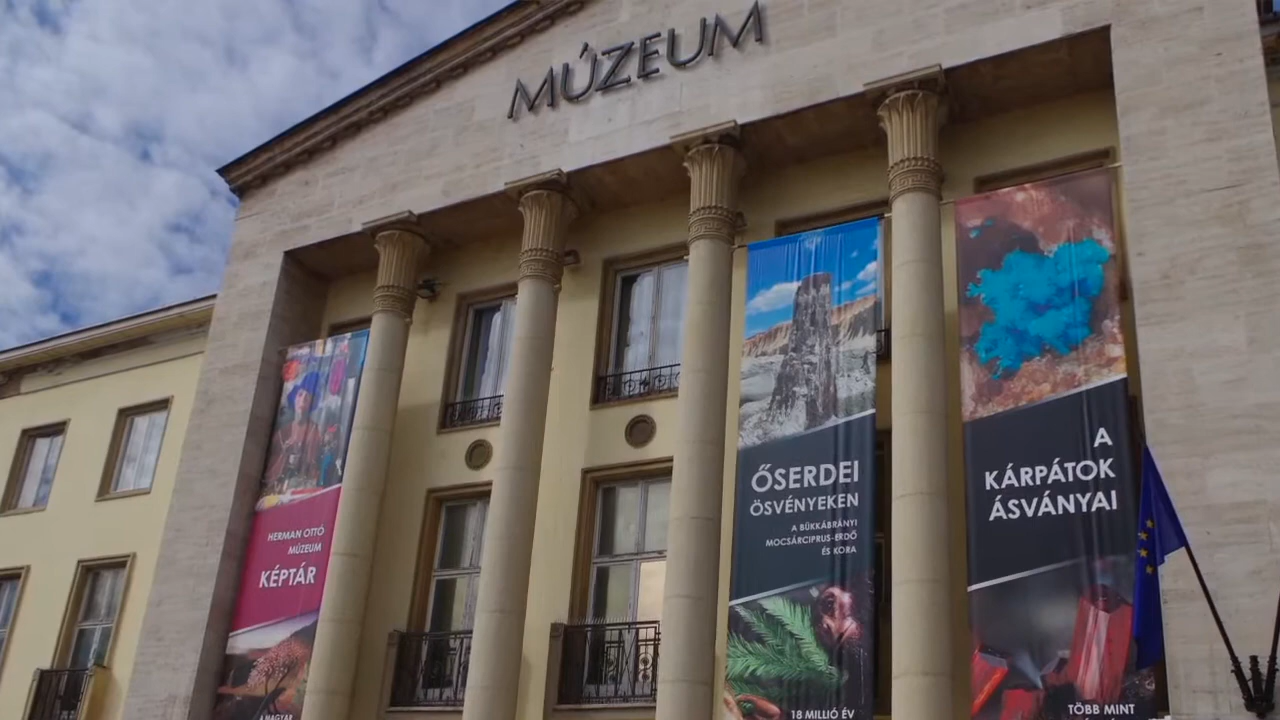 MÚZEUM
HERMAN OTTÓ
MÚZEUM
KÉPTÁR
A MAGYAR
ŐSERDEI
ÖSVÉNYEKEN
A BÜKKÁBRÁNYI
MOCSÁRCIPRUS-ERDŐ
ÉS KORA
18 MILLIÓ ÉV
A
KÁRPÁTOK
ÁSVÁNYAI
TÖBB MINT